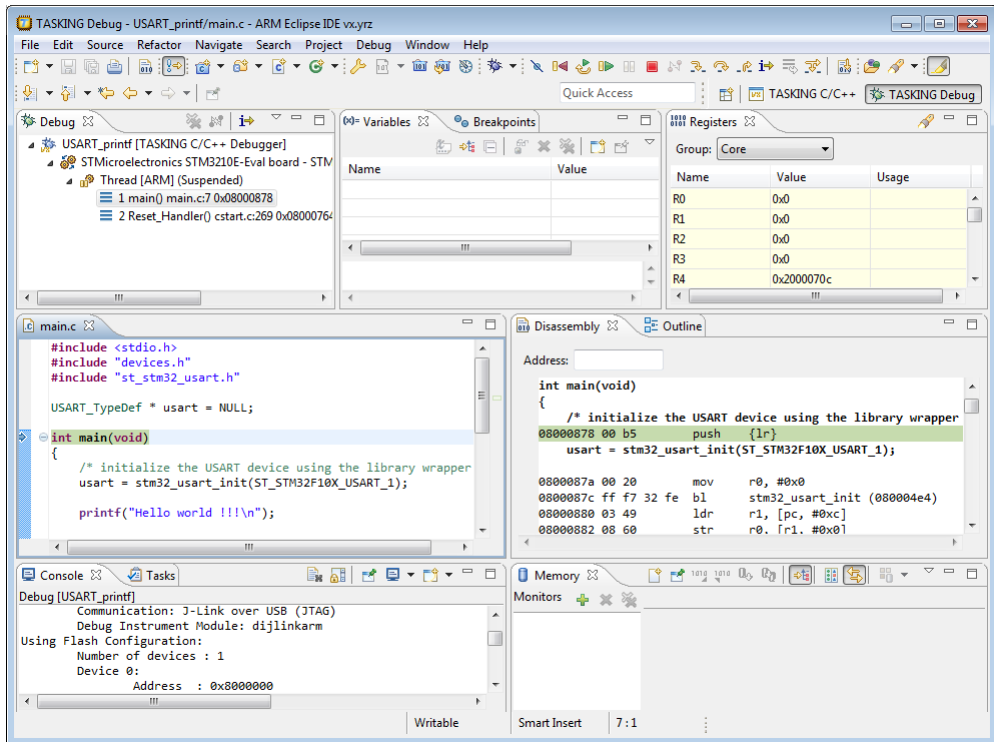 TASKING Debug - USART_printf/main.c - ARM Eclipse IDE vx.yrz
File Edit Source Refactor Navigate Search Project Debug Window Help
Quick Access
TASKING C/C++
TASKING Debug
Debug
USART_printf [TASKING C/C++ Debugger]
STMicroelectronics STM3210E-Eval board - STM
Thread [ARM] (Suspended)
1 main() main.c:7 0x08000878
2 Reset_Handler() cstart.c:269 0x08000764
(x)= Variables
Breakpoints
Name Value
Registers
Group: Core
Name Value Usage
R0 0x0
R1 0x0
R2 0x0
R3 0x0
R4 0x2000070c
main.c
#include <stdio.h>
#include "devices.h"
#include "st_stm32_usart.h"
USART_TypeDef * usart = NULL;
int main(void)
{
/* initialize the USART device using the library wrapper
usart = stm32_usart_init(ST_STM32F10X_USART_1);
printf("Hello world !!!\n");
Disassembly
Outline
Address:
int main(void)
{
/* initialize the USART device using the library wrapper
08000878 00 b5 push {lr}
usart = stm32_usart_init(ST_STM32F10X_USART_1);
0800087a 00 20 mov r0, #0x0
0800087c ff f7 32 fe bl stm32_usart_init (080004e4)
08000880 03 49 ldr r1, [pc, #0xc]
08000882 08 60 str r0, [r1, #0x0]
Console
Tasks
Debug [USART_printf]
Communication: J-Link over USB (JTAG)
Debug Instrument Module: dijlinkarm
Using Flash Configuration:
Number of devices : 1
Device 0:
Address : 0x8000000
Memory
Monitors
Writable
Smart Insert
7 : 1